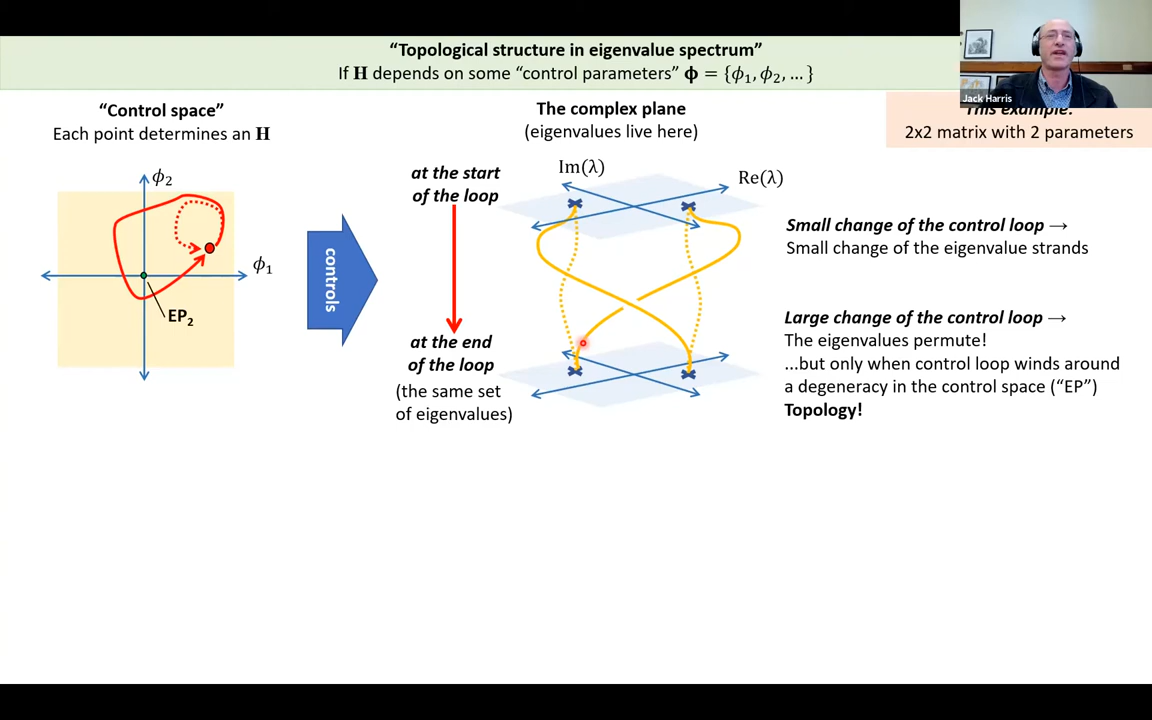 “Topological structure in eigenvalue spectrum”
If H depends on some “control parameters” ϕ = {ϕ₁, ϕ₂, … }
Jack Harris
“Control space”
Each point determines an H
The complex plane
(eigenvalues live here)
This example:
2x2 matrix with 2 parameters
ϕ₂
ϕ₁
EP₂
controls
at the start
of the loop
at the end
of the loop
(the same set
of eigenvalues)
Im(λ)
Re(λ)
Small change of the control loop →
Small change of the eigenvalue strands
Large change of the control loop →
The eigenvalues permute!
...but only when control loop winds around
a degeneracy in the control space (“EP”)
Topology!